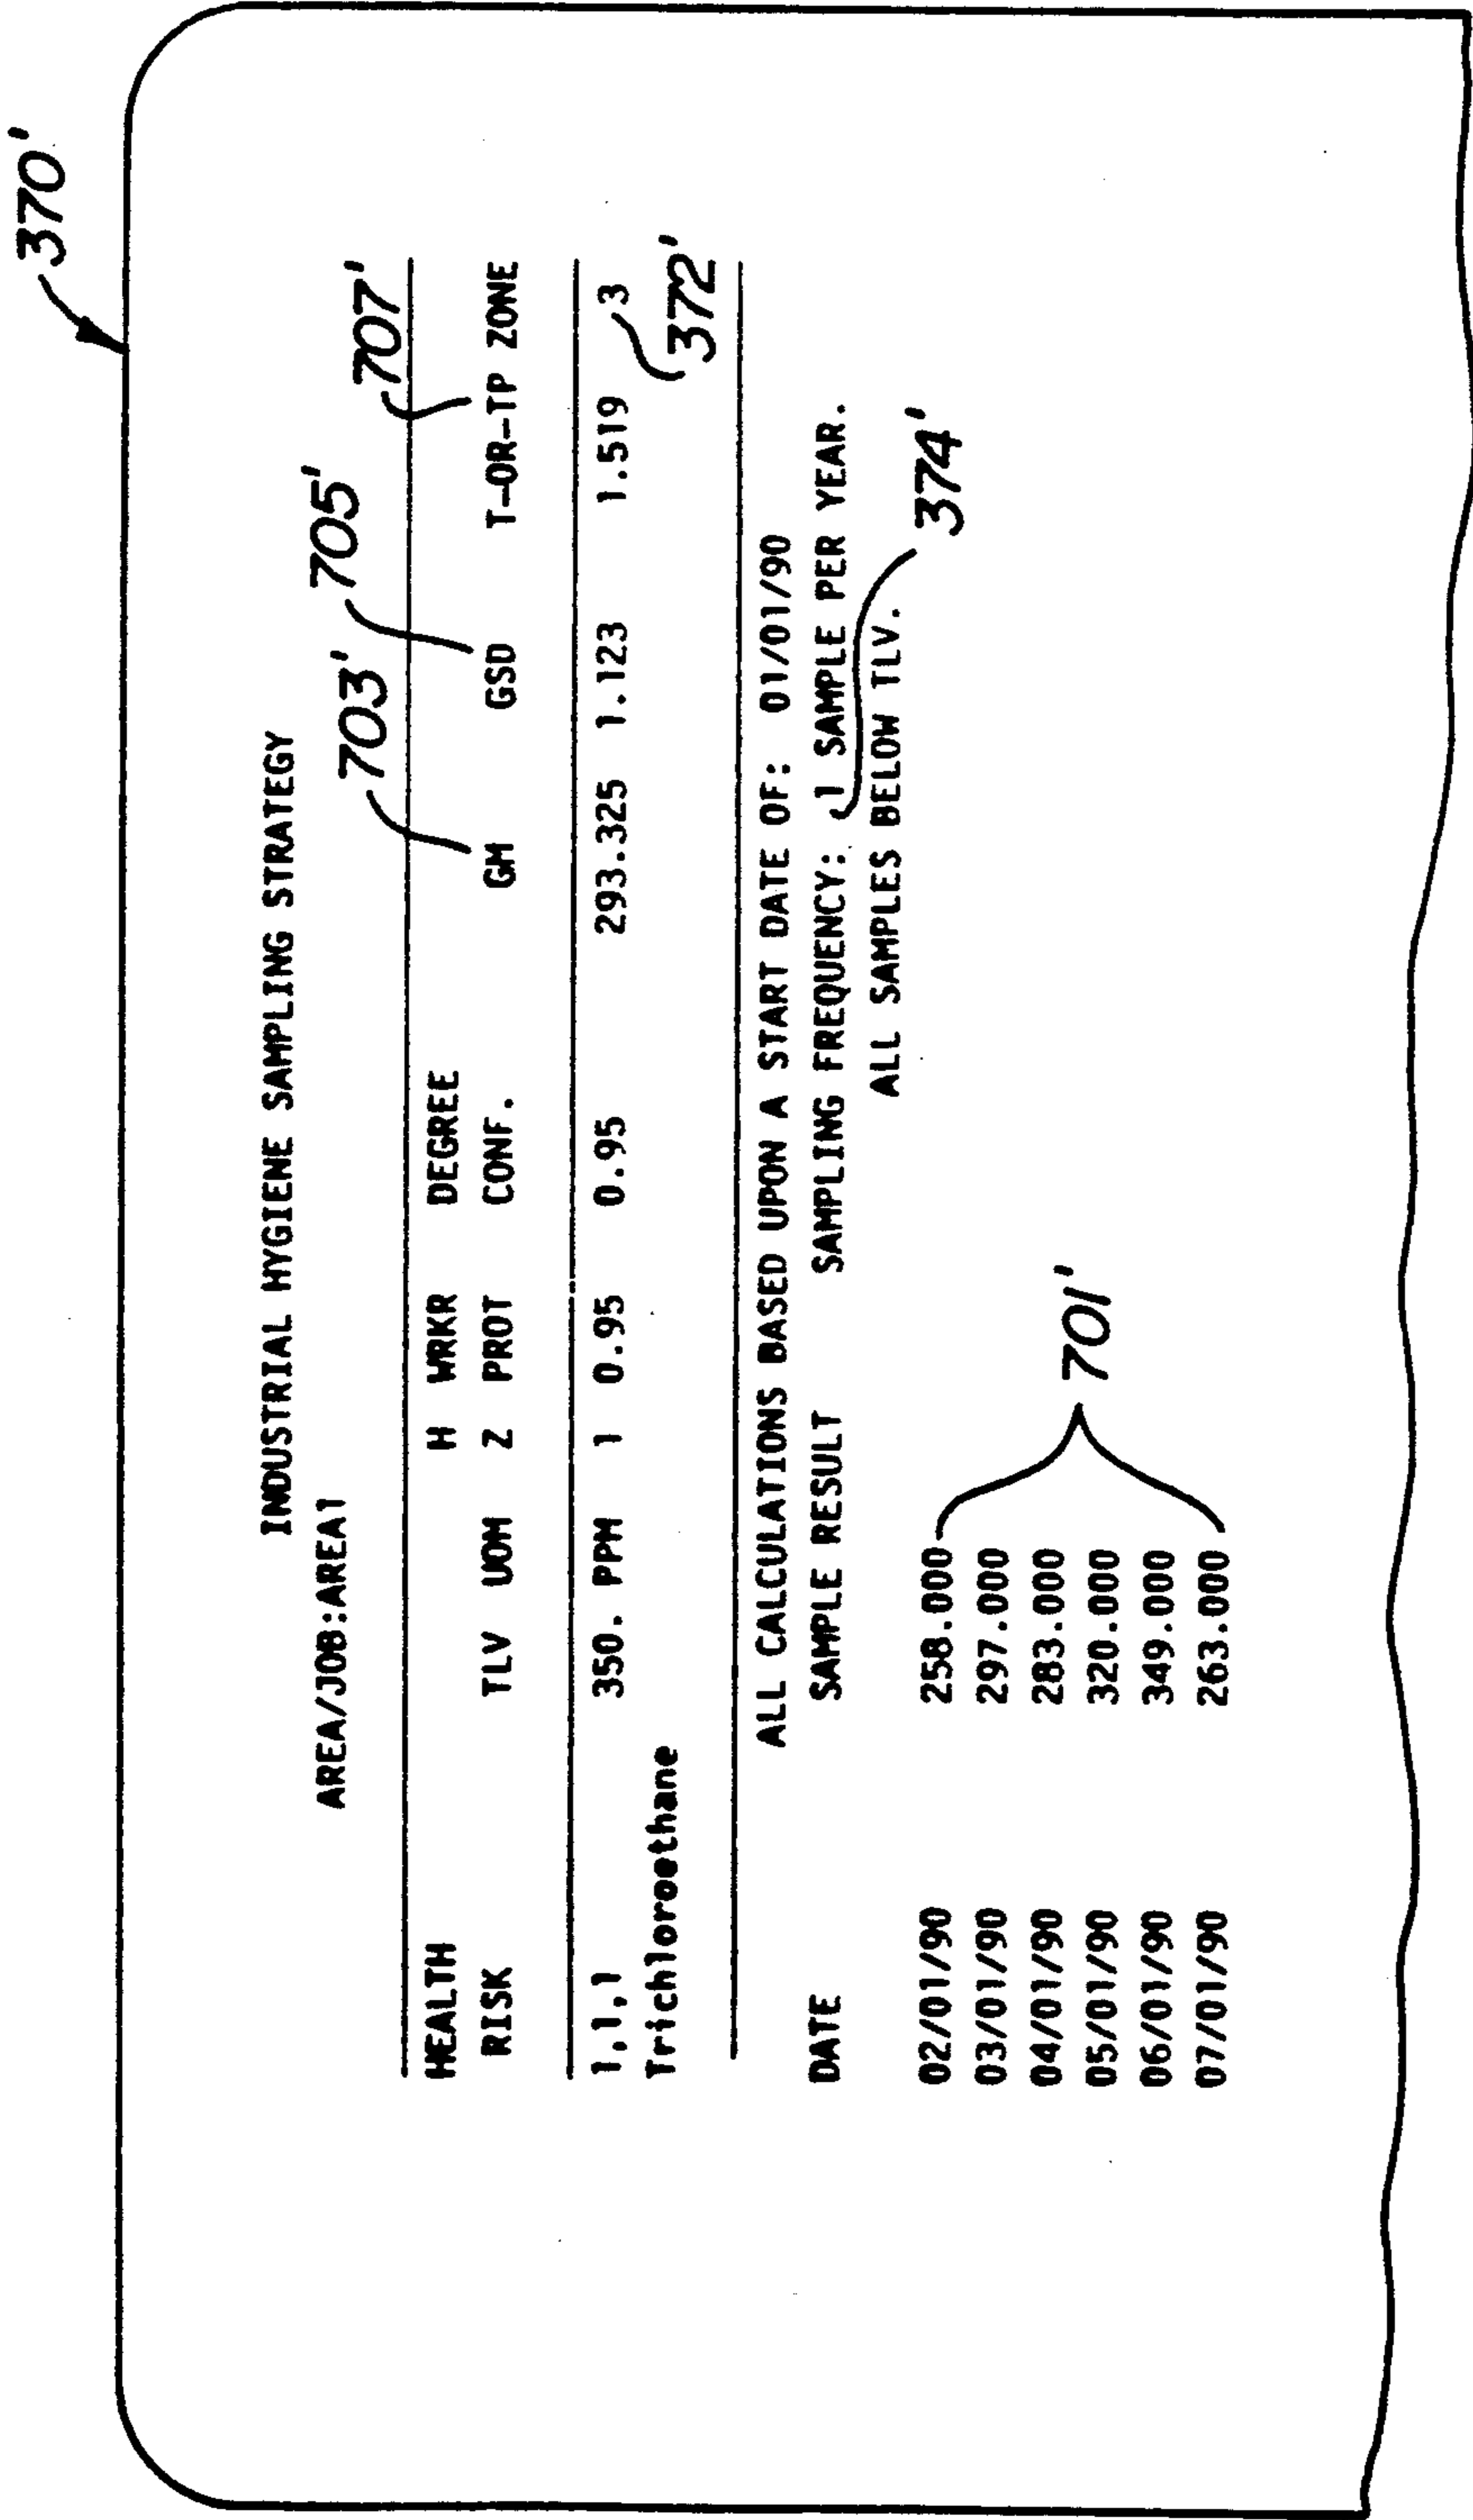 370'
INDUSTRIAL HYGIENE SAMPLING STRATEGY
AREA/JOB:AREAT
703' 705' 707'
HEALTH H WRKR DEGREE
RISK TLV UOM Z PROT CONF. GM GSD T-OR-TP ZONE
1,1,1 350. PPM 1 0.95 0.95 293.325 1.123 1.519 3
Trichloroethane
372'
ALL CALCULATIONS BASED UPON A START DATE OF: 01/01/90
DATE SAMPLE RESULT SAMPLING FREQUENCY: 1 SAMPLE PER YEAR.
ALL SAMPLES BELOW TLV.
374'
02/01/90 258.000
03/01/90 297.000
04/01/90 283.000
05/01/90 320.000
06/01/90 349.000
07/01/90 263.000
701'